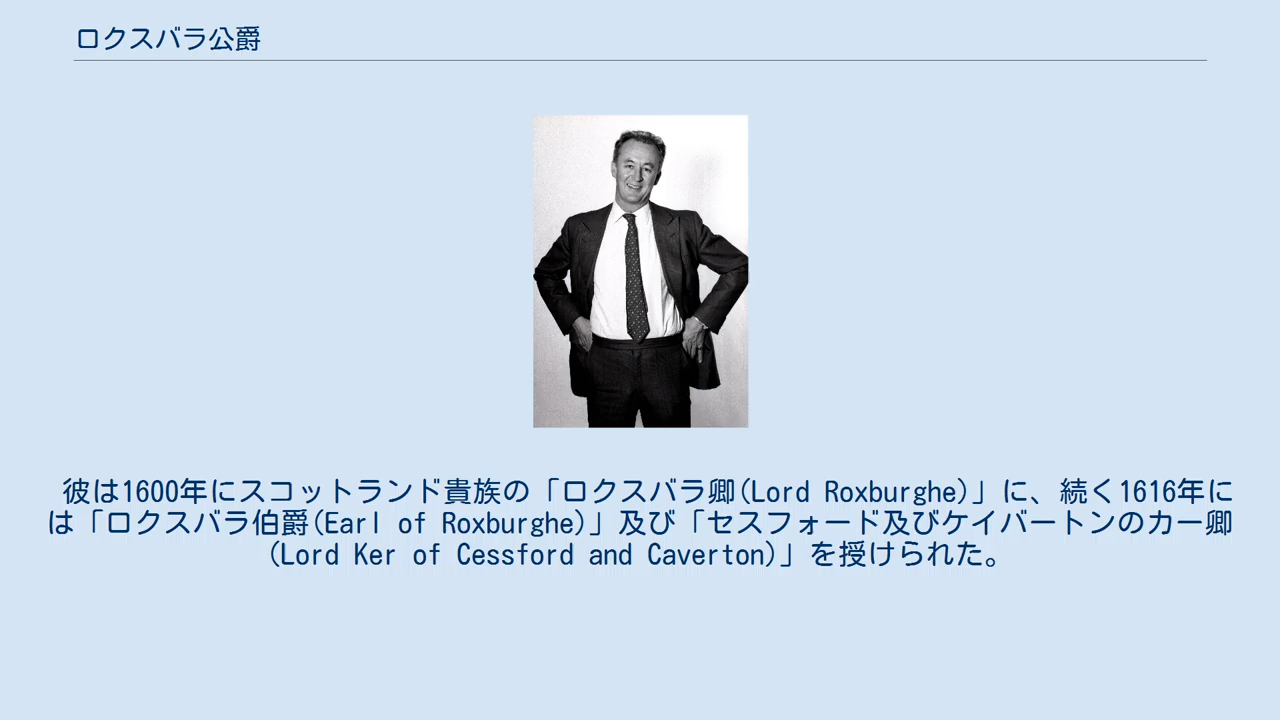 ロクスバラ公爵
彼は1600年にスコットランド貴族の「ロクスバラ卿(Lord Roxburghe)」に、続く1616年に
は「ロクスバラ伯爵(Earl of Roxburghe)」及び「セスフォード及びケイバートンのカー卿
(Lord Ker of Cessford and Caverton)」を授けられた。